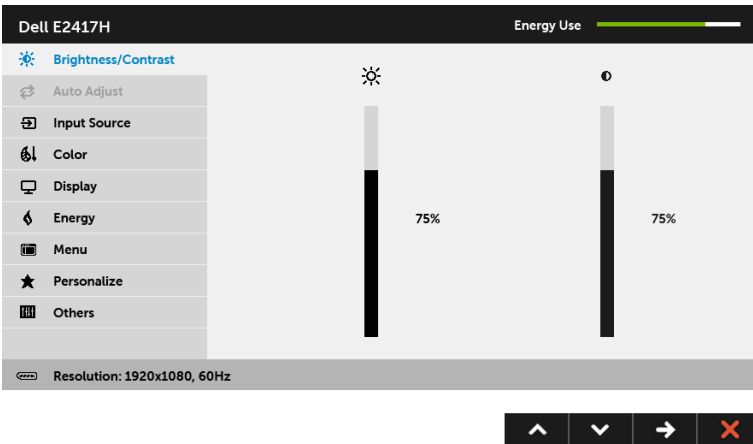 Dell E2417H
Energy Use
Brightness/Contrast
Auto Adjust
Input Source
Color
Display
Energy
Menu
Personalize
Others
75%
75%
Resolution: 1920x1080, 60Hz